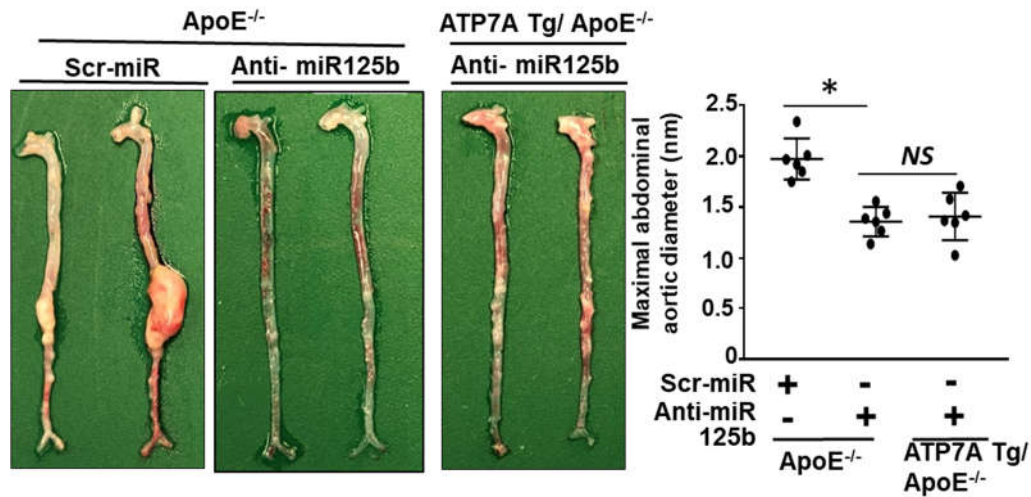 ApoE-/-
ATP7A Tg/ ApoE-/-
Scr-miR
Anti- miR125b
Anti- miR125b
Maximal abdominal
aortic diameter (nm)
2.5
2.0
1.5
1.0
0.5
0
*
NS
Scr-miR + - -
Anti-miR - + +
125b
ApoE-/-
ATP7A Tg/
ApoE-/-